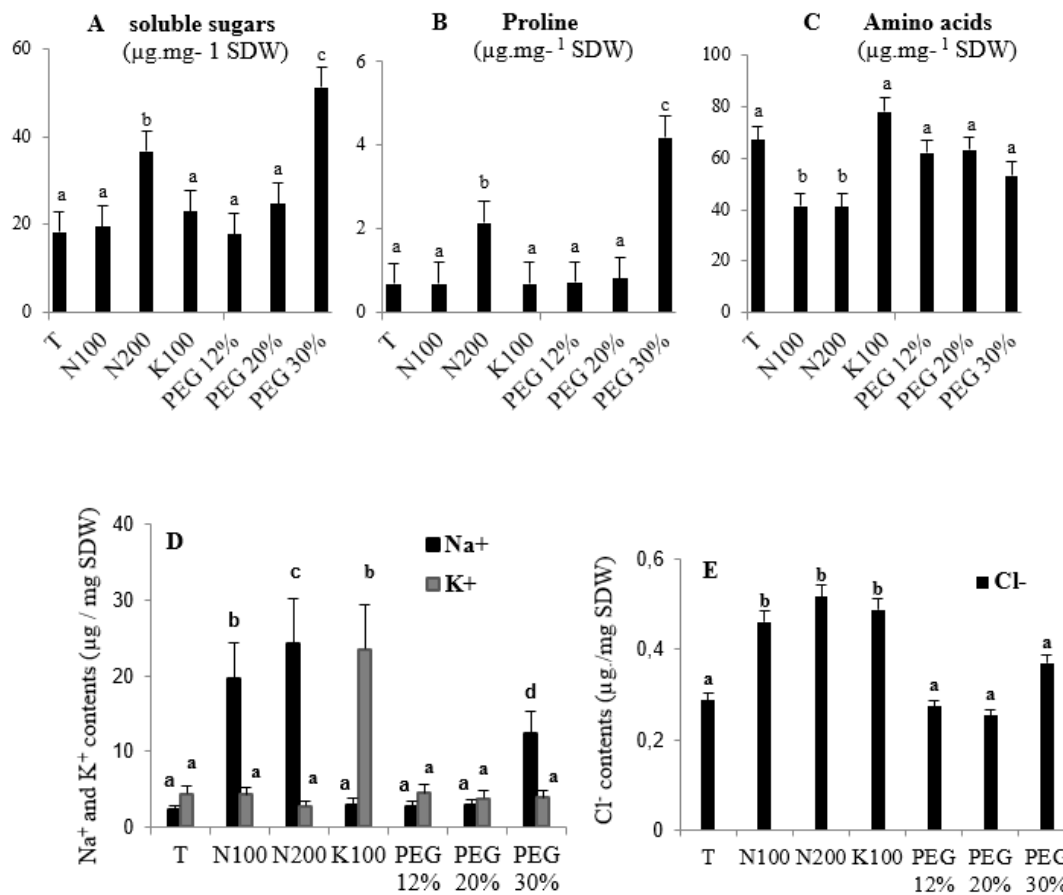 A soluble sugars
(µg.mg- 1 SDW)
60
40
20
0
a
a
b
a
a
a
c
T
N100
N200
K100
PEG 12%
PEG 20%
PEG 30%
B Proline
(µg.mg- 1 SDW)
6
4
2
0
a
a
b
a
a
a
c
T
N100
N200
K100
PEG 12%
PEG 20%
PEG 30%
C Amino acids
(µg.mg- 1 SDW)
100
80
60
40
20
0
a
b
b
a
a
a
a
T
N100
N200
K100
PEG 12%
PEG 20%
PEG 30%
Na+ and K+ contents (µg / mg SDW)
D
Na+
K+
40
30
20
10
0
a a
b a
c a
a b
a a
a a
d a
T N100 N200 K100 PEG PEG PEG
12% 20% 30%
Cl- contents (µg./mg SDW)
E
Cl-
0,6
0,4
0,2
0
a
b
b
b
a
a
a
T N100 N200 K100 PEG PEG PEG
12% 20% 30%